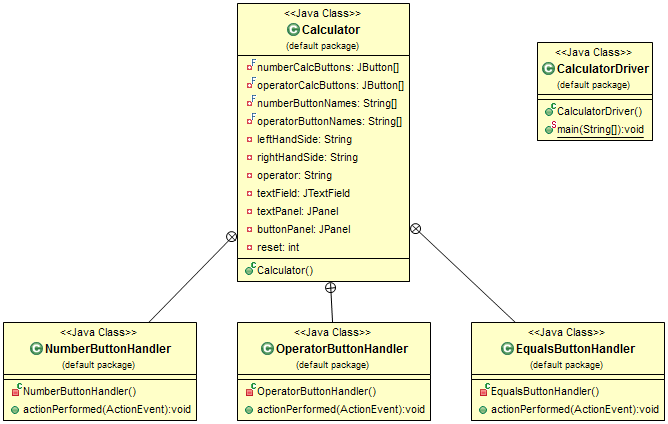 <<Java Class>>
Calculator
(default package)
numberCalcButtons: JButton[]
operatorCalcButtons: JButton[]
numberButtonNames: String[]
operatorButtonNames: String[]
leftHandSide: String
rightHandSide: String
operator: String
textField: JTextField
textPanel: JPanel
buttonPanel: JPanel
reset: int
Calculator()
<<Java Class>>
CalculatorDriver
(default package)
CalculatorDriver()
main(String[]):void
<<Java Class>>
NumberButtonHandler
(default package)
NumberButtonHandler()
actionPerformed(ActionEvent):void
<<Java Class>>
OperatorButtonHandler
(default package)
OperatorButtonHandler()
actionPerformed(ActionEvent):void
<<Java Class>>
EqualsButtonHandler
(default package)
EqualsButtonHandler()
actionPerformed(ActionEvent):void